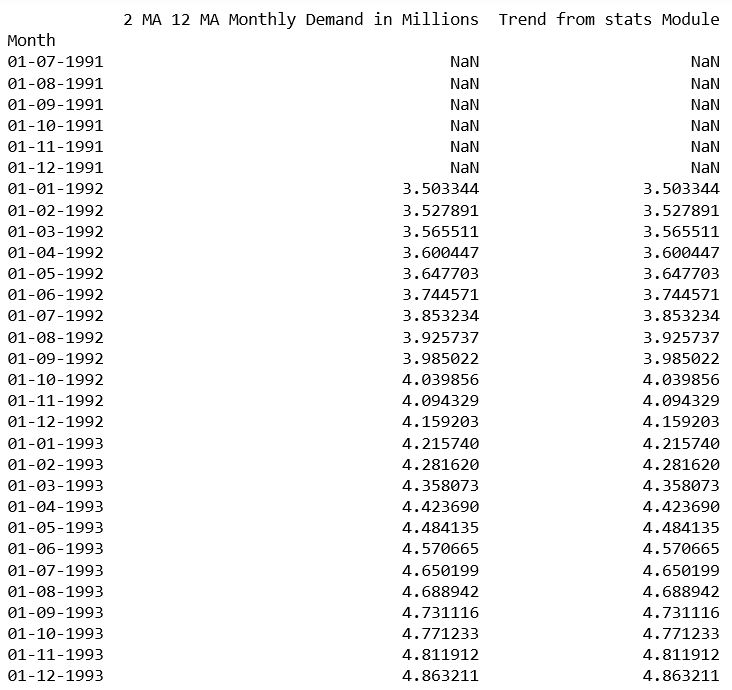 2 MA 12 MA Monthly Demand in Millions Trend from stats Module
Month
01-07-1991 NaN NaN
01-08-1991 NaN NaN
01-09-1991 NaN NaN
01-10-1991 NaN NaN
01-11-1991 NaN NaN
01-12-1991 NaN NaN
01-01-1992 3.503344 3.503344
01-02-1992 3.527891 3.527891
01-03-1992 3.565511 3.565511
01-04-1992 3.600447 3.600447
01-05-1992 3.647703 3.647703
01-06-1992 3.744571 3.744571
01-07-1992 3.853234 3.853234
01-08-1992 3.925737 3.925737
01-09-1992 3.985022 3.985022
01-10-1992 4.039856 4.039856
01-11-1992 4.094329 4.094329
01-12-1992 4.159203 4.159203
01-01-1993 4.215740 4.215740
01-02-1993 4.281620 4.281620
01-03-1993 4.358073 4.358073
01-04-1993 4.423690 4.423690
01-05-1993 4.484135 4.484135
01-06-1993 4.570665 4.570665
01-07-1993 4.650199 4.650199
01-08-1993 4.688942 4.688942
01-09-1993 4.731116 4.731116
01-10-1993 4.771233 4.771233
01-11-1993 4.811912 4.811912
01-12-1993 4.863211 4.863211